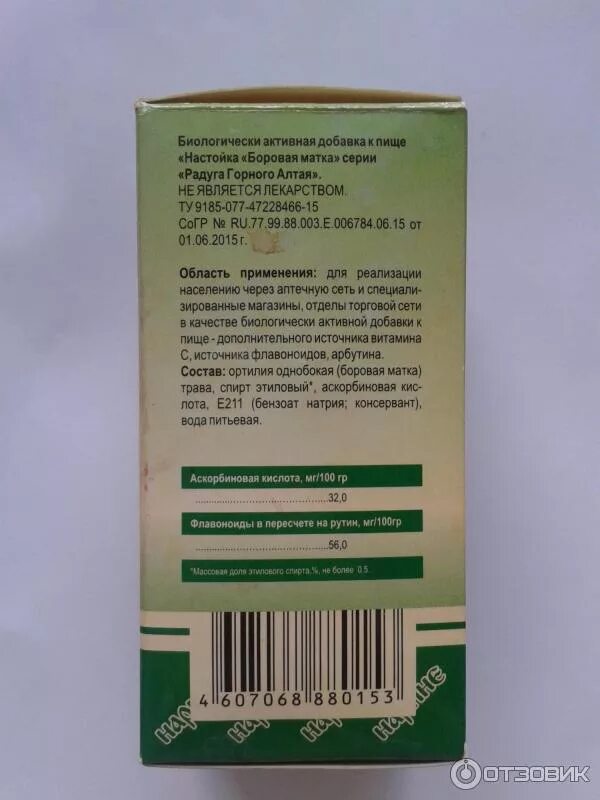 Биологически активная добавка к пище
«Настойка «Боровая матка» серии
«Радуга Горного Алтая».
НЕ ЯВЛЯЕТСЯ ЛЕКАРСТВОМ.
ТУ 9185-077-47228466-15
СоГР № RU.77.99.88.003.Е.006784.06.15 от
01.06.2015 г.
Область применения: для реализации
населению через аптечную сеть и специали-
зированные магазины, отделы торговой сети
в качестве биологически активной добавки к
пище - дополнительного источника витамина
С, источника флавоноидов, арбутина.
Состав: ортилия однобокая (боровая матка)
трава, спирт этиловый*, аскорбиновая кис-
лота, Е211 (бензоат натрия; консервант),
вода питьевая.
Аскорбиновая кислота, мг/100 гр
........................................32,0
Флавоноиды в пересчете на рутин, мг/100гр
........................................56,0
*Массовая доля этилового спирта,%, не более 0.5
4 607068 880153
ОТЗОВИК